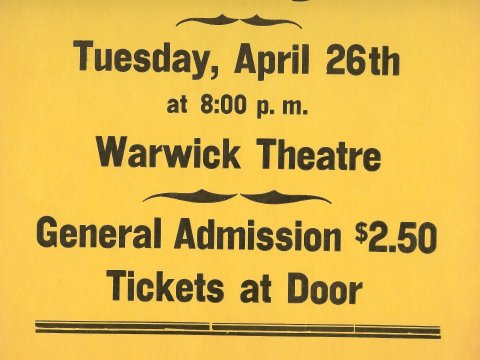 Tuesday, April 26th
at 8:00 p. m.
Warwick Theatre
General Admission $2.50
Tickets at Door